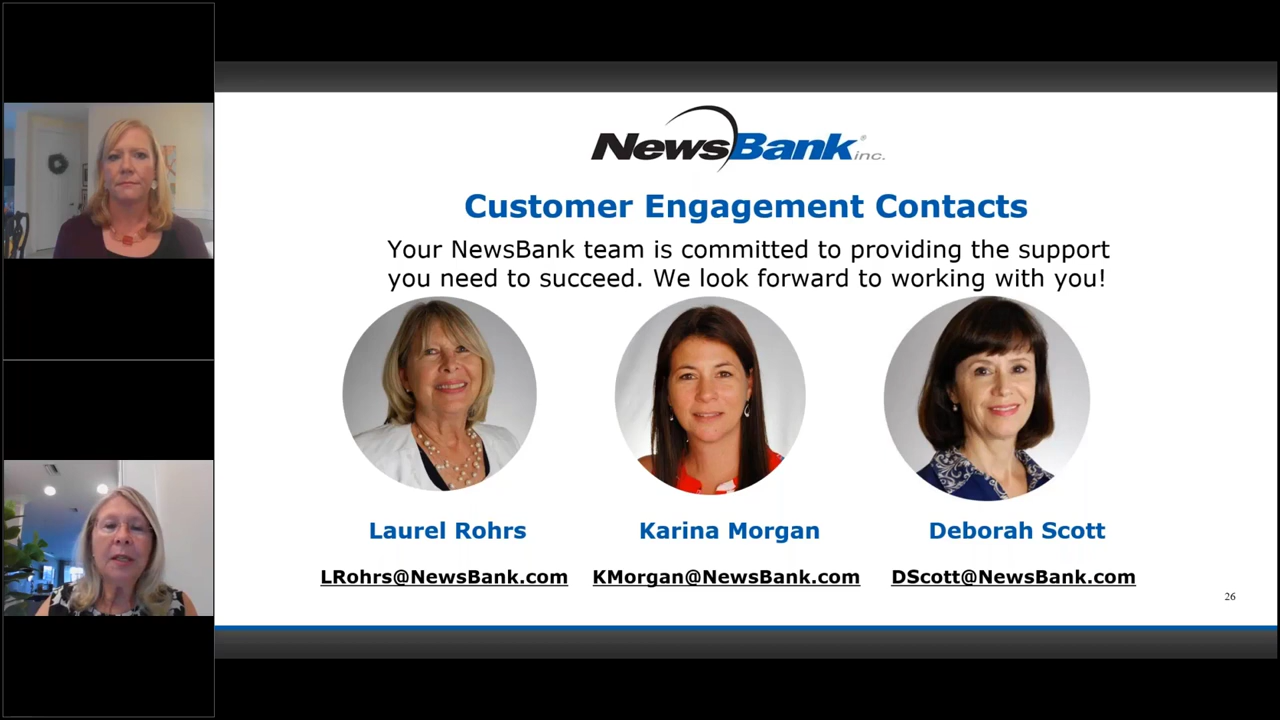 NewsBank® inc.
Customer Engagement Contacts
Your NewsBank team is committed to providing the support
you need to succeed. We look forward to working with you!
Laurel Rohrs
Karina Morgan
Deborah Scott
LRohrs@NewsBank.com
KMorgan@NewsBank.com
DScott@NewsBank.com
26